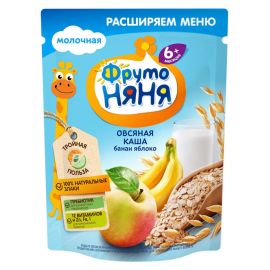 РАСШИРЯЕМ МЕНЮ
молочная
6+
месяцев
Фруто
няня
ОВСЯНАЯ
КАША
банан яблоко
ТРОЙНАЯ
ПОЛЬЗА
100% НАТУРАЛЬНЫЕ
ЗЛАКИ
ПРЕБИОТИК
12 ВИТАМИНОВ